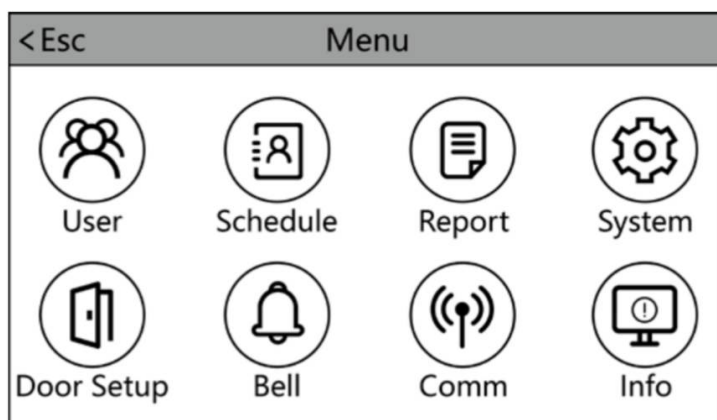 <Esc Menu
User Schedule Report System
Door Setup Bell Comm Info